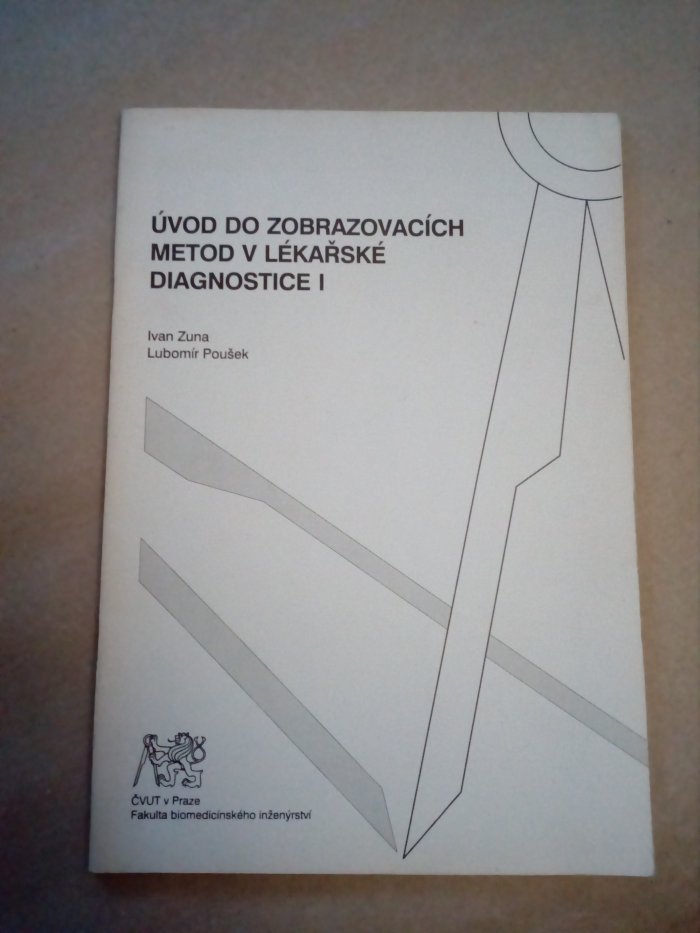 ÚVOD DO ZOBRAZOVACÍCH
METOD V LÉKAŘSKÉ
DIAGNOSTICE I
Ivan Zuna
Lubomír Poušek
ČVUT v Praze
Fakulta biomedicínského inženýrství